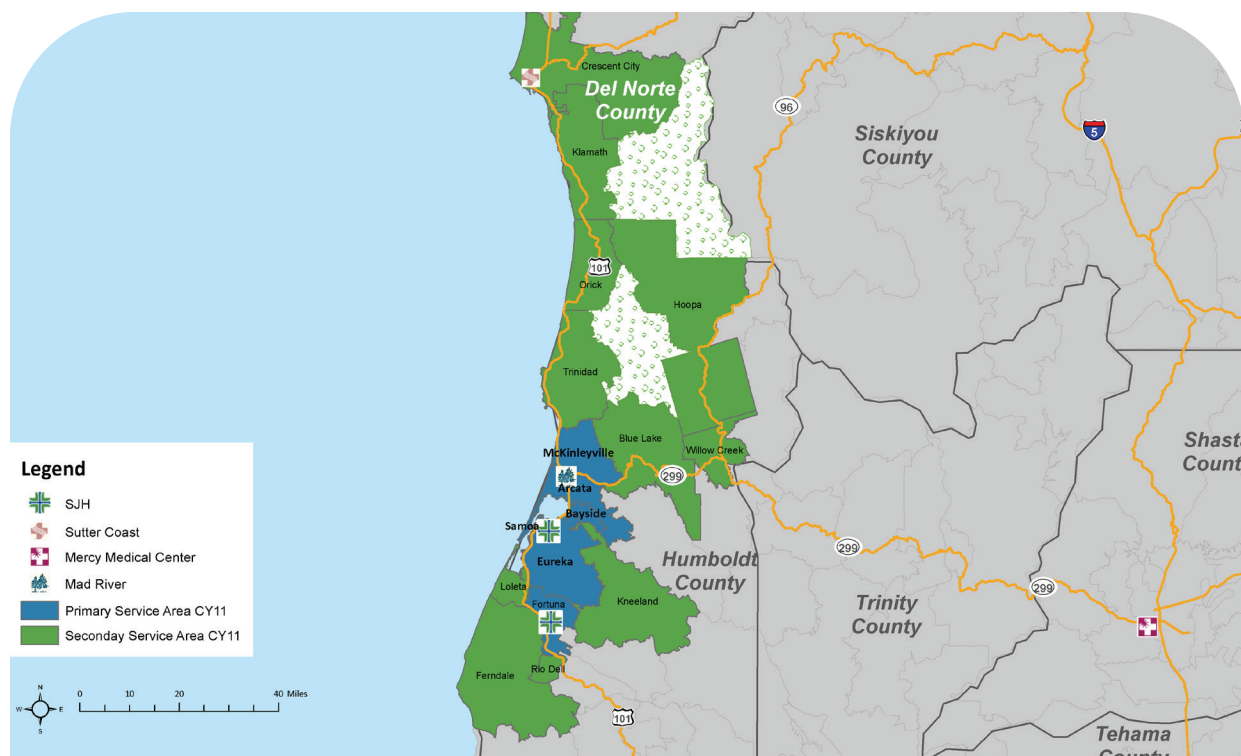 Crescent City
Del Norte
County
96
Siskiyou
County
5
Klamath
101
Orick
Hoopa
Trinidad
McKinleyville
Blue Lake
Willow Creek
299
Arcata
Bayside
Samoa
Eureka
Humboldt
County
Loleta
Fortuna
Kneeland
Ferndale
Rio Dell
101
299
299
Trinity
County
Shasta
County
Tehama
County
Legend
SJH
Sutter Coast
Mercy Medical Center
Mad River
Primary Service Area CY11
Seconday Service Area CY11
N
W
E
S
0 10 20 40 Miles